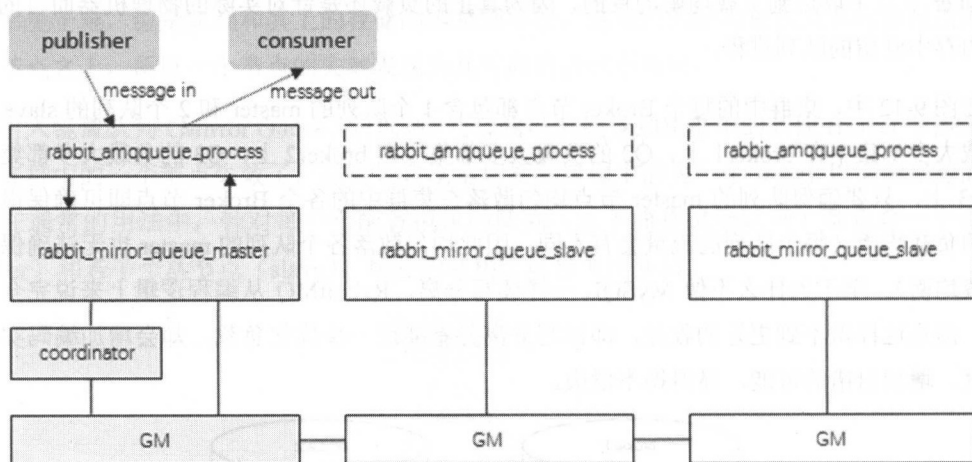 publisher
consumer
message in
message out
rabbit_amqqueue_process
rabbit_amqqueue_process
rabbit_amqqueue_process
rabbit_mirror_queue_master
rabbit_mirror_queue_slave
rabbit_mirror_queue_slave
coordinator
GM
GM
GM